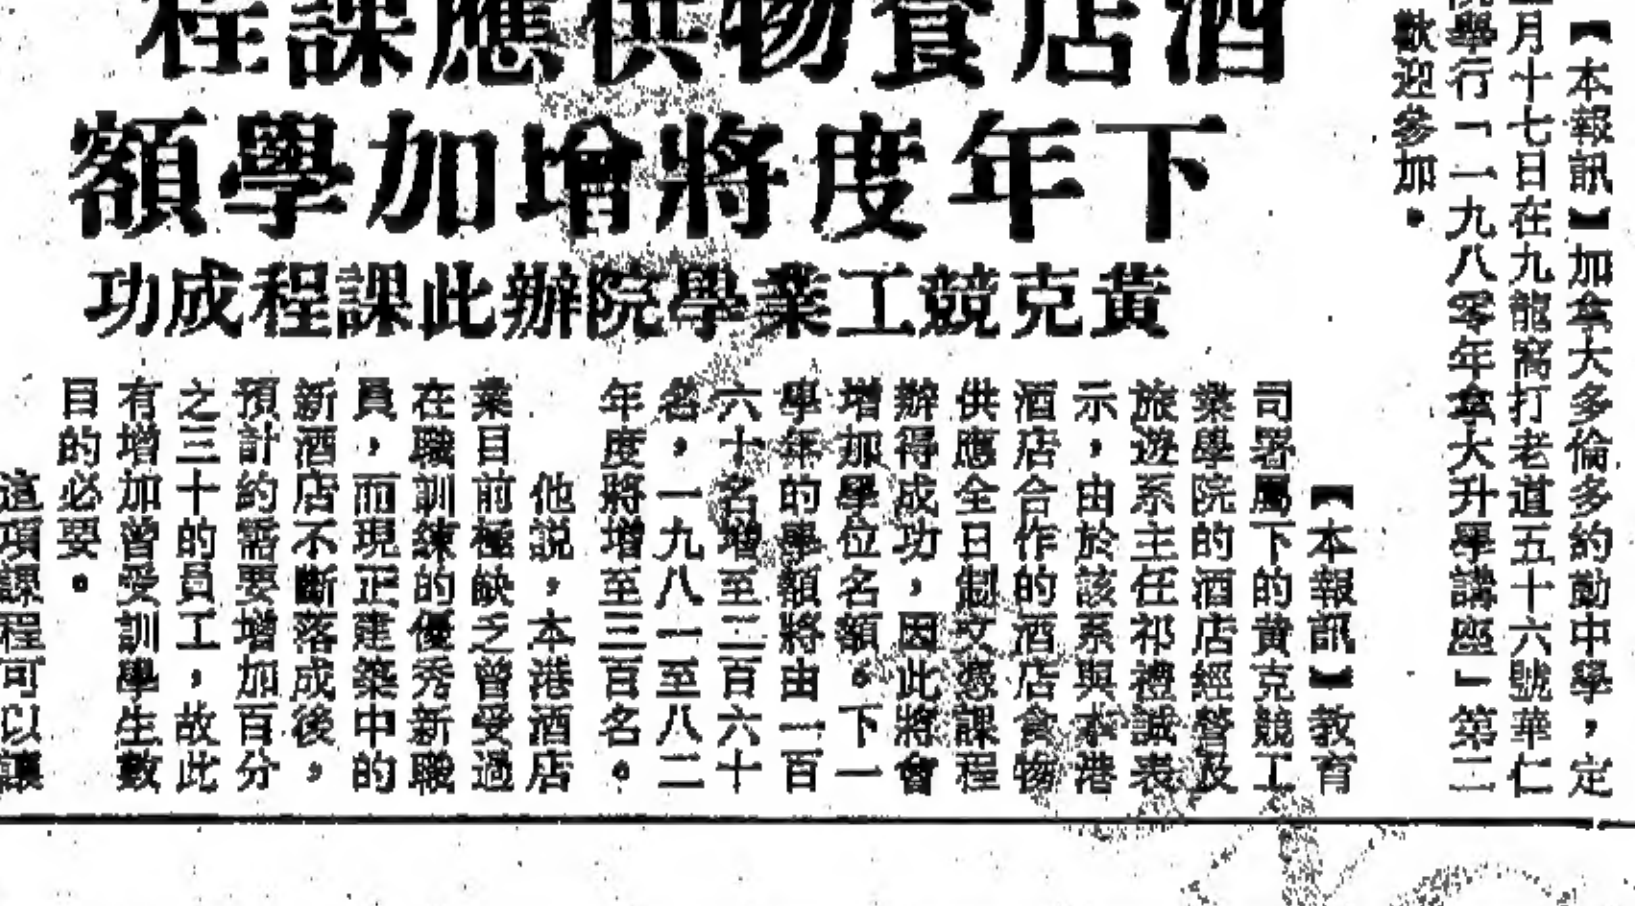 【本報訊】加拿大多倫多約勳中學，定
月十七日在九龍窩打老道五十六號華仁
院舉行「一九八零年拿大升學講座」第二
歡迎參加。
酒店食物供應課程
下年度將增加學額
黃克競工業學院辦此課程成功
【本報訊】教育
司署屬下的黃克競工
業學院的酒店經營及
旅遊系主任祁禮誠表
示，由於該系與本港
酒店合作的酒店食物
供應全日制文憑課程
辦得成功，因此將會
增加學位名額。下一
學年的學額將由一百
六十名增至二百六十
名，一九八一至八二
年度將增至三百名。
他說，本港酒店
業目前極缺乏曾受過
在職訓練的優秀新職
員，而現正建築中的
新酒店不斷落成後，
預計約需要增加百分
之三十的員工，故此
有增加曾受訓學生數
目的必要。
這項課程可以讓